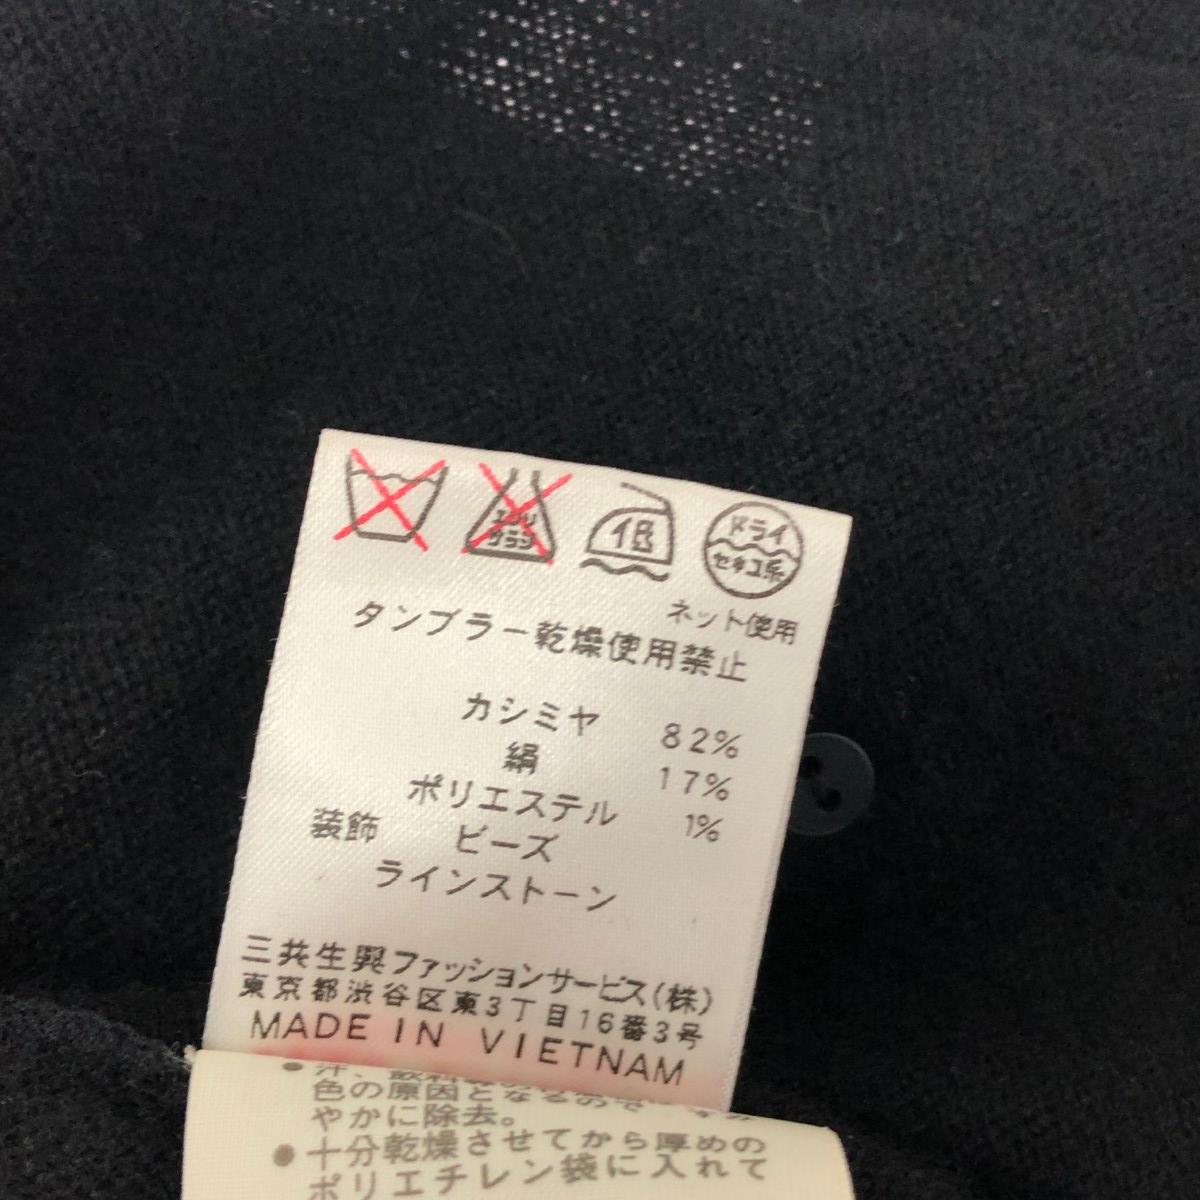 エンソ
サラシ
低
ドライ
セキユ系
ネット使用
タンブラー乾燥使用禁止
カシミヤ 82%
絹 17%
ポリエステル 1%
装飾 ビーズ
ラインストーン
三共生興ファッションサービス(株)
東京都渋谷区東3丁目16番3号
MADE IN VIETNAM
色の原因となるお
やかに除去。
●十分乾燥させてから厚めの
ポリエチレン袋に入れて